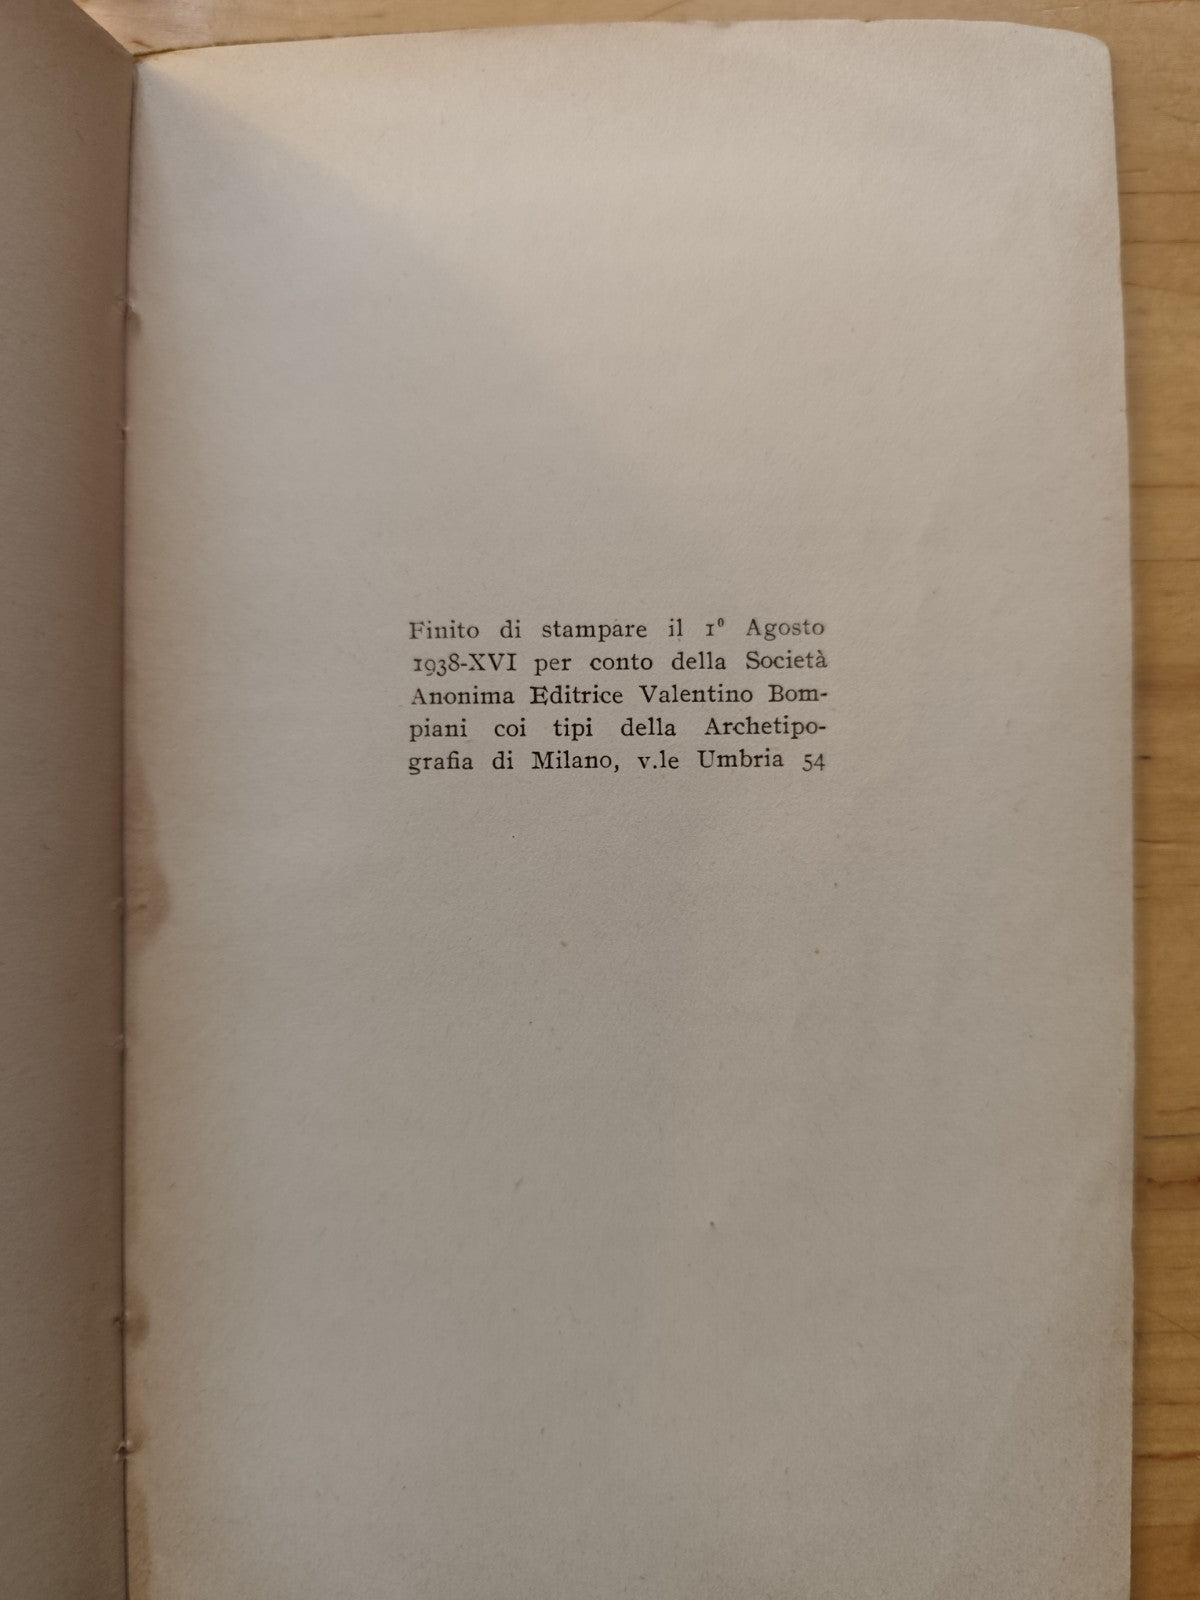 Finito di stampare il 1º Agosto
1938-XVI per conto della Società
Anonima Editrice Valentino Bom-
piani coi tipi della Archetipo-
grafia di Milano, v.le Umbria 54